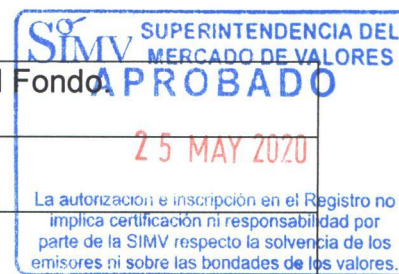 SIMV SUPERINTENDENCIA DEL
MERCADO DE VALORES
l Fondo.
APROBADO
25 MAY 2020
La autorización e inscripción en el Registro no
implica certificación ni responsabilidad por
parte de la SIMV respecto la solvencia de los
emisores ni sobre las bondades de los valores.